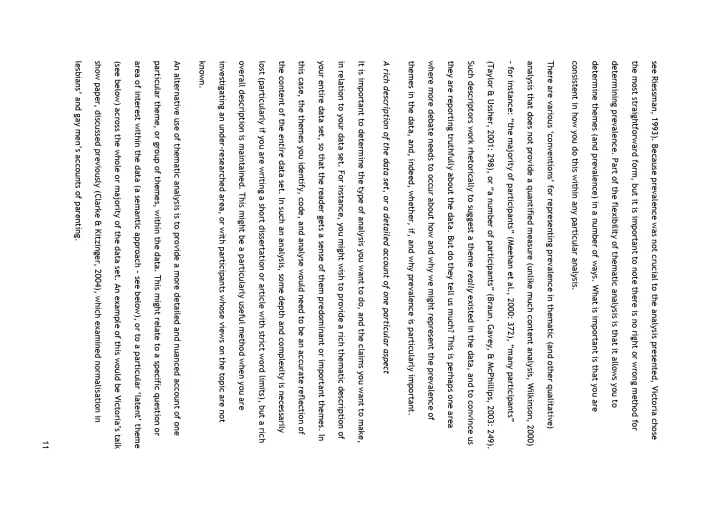 see Riessman, 1993). Because prevalence was not crucial to the analysis presented, Victoria chose
the most straightforward form, but it is important to note there is no right or wrong method for
determining prevalence. Part of the flexibility of thematic analysis is that it allows you to
determine themes (and prevalence) in a number of ways. What is important is that you are
consistent in how you do this within any particular analysis.
There are various ‘conventions’ for representing prevalence in thematic (and other qualitative)
analysis that does not provide a quantified measure (unlike much content analysis, Wilkinson, 2000)
- for instance: “the majority of participants” (Meehan et al., 2000: 372), “many participants”
(Taylor & Ussher, 2001: 298), or “a number of participants” (Braun, Gavey, & McPhillips, 2003: 249).
Such descriptors work rhetorically to suggest a theme really existed in the data, and to convince us
they are reporting truthfully about the data. But do they tell us much? This is perhaps one area
where more debate needs to occur about how and why we might represent the prevalence of
themes in the data, and, indeed, whether, if, and why prevalence is particularly important.
A rich description of the data set, or a detailed account of one particular aspect
It is important to determine the type of analysis you want to do, and the claims you want to make,
in relation to your data set. For instance, you might wish to provide a rich thematic description of
your entire data set, so that the reader gets a sense of them predominant or important themes. In
this case, the themes you identify, code, and analyse would need to be an accurate reflection of
the content of the entire data set. In such an analysis, some depth and complexity is necessarily
lost (particularly if you are writing a short dissertation or article with strict word limits), but a rich
overall description is maintained. This might be a particularly useful method when you are
investigating an under-researched area, or with participants whose views on the topic are not
known.
An alternative use of thematic analysis is to provide a more detailed and nuanced account of one
particular theme, or group of themes, within the data. This might relate to a specific question or
area of interest within the data (a semantic approach - see below), or to a particular ‘latent’ theme
(see below) across the whole or majority of the data set. An example of this would be Victoria’s talk
show paper, discussed previously (Clarke & Kitzinger, 2004), which examined normalisation in
lesbians’ and gay men’s accounts of parenting.
11